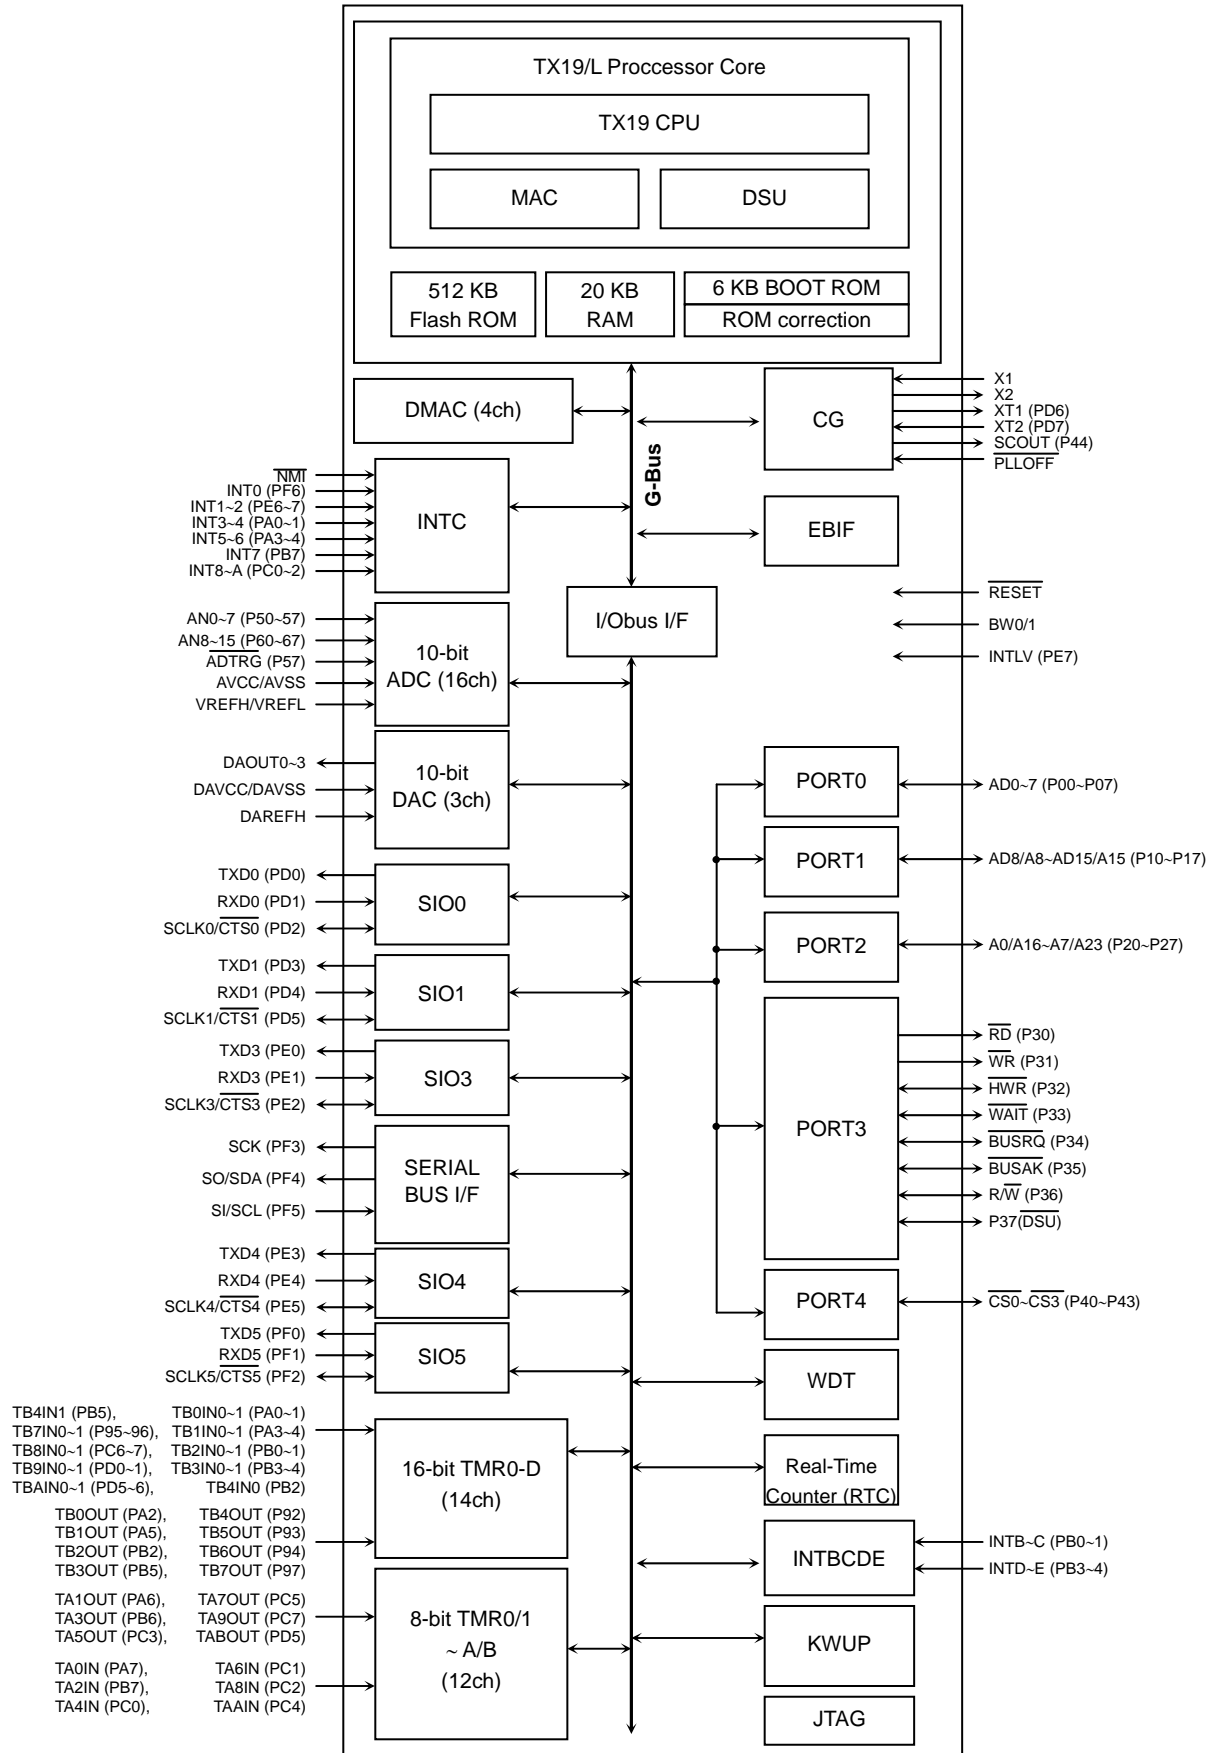 TX19/L Proccessor Core
TX19 CPU
MAC
DSU
512 KB
Flash ROM
20 KB
RAM
6 KB BOOT ROM
ROM correction
DMAC (4ch)
CG
X1
X2
XT1 (PD6)
XT2 (PD7)
SCOUT (P44)
PLLOFF
G-Bus
NMI
INT0 (PF6)
INT1~2 (PE6~7)
INT3~4 (PA0~1)
INT5~6 (PA3~4)
INT7 (PB7)
INT8~A (PC0~2)
INTC
EBIF
I/Obus I/F
RESET
BW0/1
INTLV (PE7)
AN0~7 (P50~57)
AN8~15 (P60~67)
ADTRG (P57)
AVCC/AVSS
VREFH/VREFL
10-bit
ADC (16ch)
DAOUT0~3
DAVCC/DAVSS
DAREFH
10-bit
DAC (3ch)
PORT0
AD0~7 (P00~P07)
PORT1
AD8/A8~AD15/A15 (P10~P17)
TXD0 (PD0)
RXD0 (PD1)
SCLK0/CTS0 (PD2)
SIO0
PORT2
A0/A16~A7/A23 (P20~P27)
TXD1 (PD3)
RXD1 (PD4)
SCLK1/CTS1 (PD5)
SIO1
TXD3 (PE0)
RXD3 (PE1)
SCLK3/CTS3 (PE2)
SIO3
PORT3
RD (P30)
WR (P31)
HWR (P32)
WAIT (P33)
BUSRQ (P34)
BUSAK (P35)
R/W (P36)
P37(DSU)
SCK (PF3)
SO/SDA (PF4)
SI/SCL (PF5)
SERIAL
BUS I/F
TXD4 (PE3)
RXD4 (PE4)
SCLK4/CTS4 (PE5)
SIO4
PORT4
CS0~CS3 (P40~P43)
TXD5 (PF0)
RXD5 (PF1)
SCLK5/CTS5 (PF2)
SIO5
WDT
TB4IN1 (PB5), TB0IN0~1 (PA0~1)
TB7IN0~1 (P95~96), TB1IN0~1 (PA3~4)
TB8IN0~1 (PC6~7), TB2IN0~1 (PB0~1)
TB9IN0~1 (PD0~1), TB3IN0~1 (PB3~4)
TBAIN0~1 (PD5~6), TB4IN0 (PB2)
TB0OUT (PA2), TB4OUT (P92)
TB1OUT (PA5), TB5OUT (P93)
TB2OUT (PB2), TB6OUT (P94)
TB3OUT (PB5), TB7OUT (P97)
16-bit TMR0-D
(14ch)
Real-Time
Counter (RTC)
INTBCDE
INTB~C (PB0~1)
INTD~E (PB3~4)
TA1OUT (PA6), TA7OUT (PC5)
TA3OUT (PB6), TA9OUT (PC7)
TA5OUT (PC3), TABOUT (PD5)
TA0IN (PA7), TA6IN (PC1)
TA2IN (PB7), TA8IN (PC2)
TA4IN (PC0), TAAIN (PC4)
8-bit TMR0/1
~ A/B
(12ch)
KWUP
JTAG